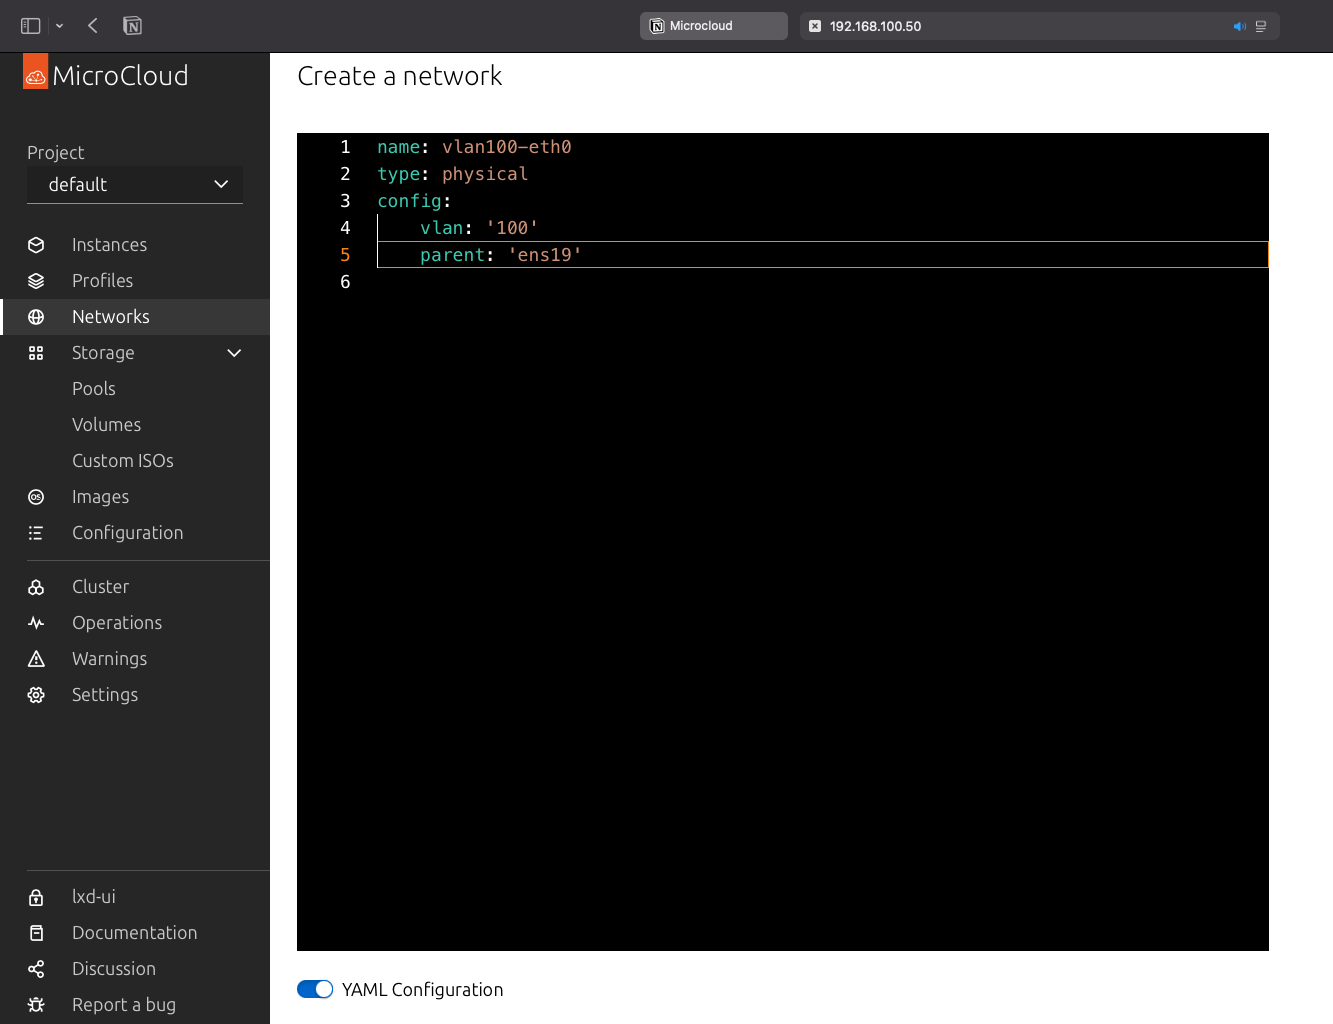 Microcloud
192.168.100.50
MicroCloud
Project
default
Instances
Profiles
Networks
Storage
Pools
Volumes
Custom ISOs
Images
Configuration
Cluster
Operations
Warnings
Settings
lxd-ui
Documentation
Discussion
Report a bug
Create a network
1 name: vlan100-eth0
2 type: physical
3 config:
4 vlan: '100'
5 parent: 'ens19'
6
YAML Configuration